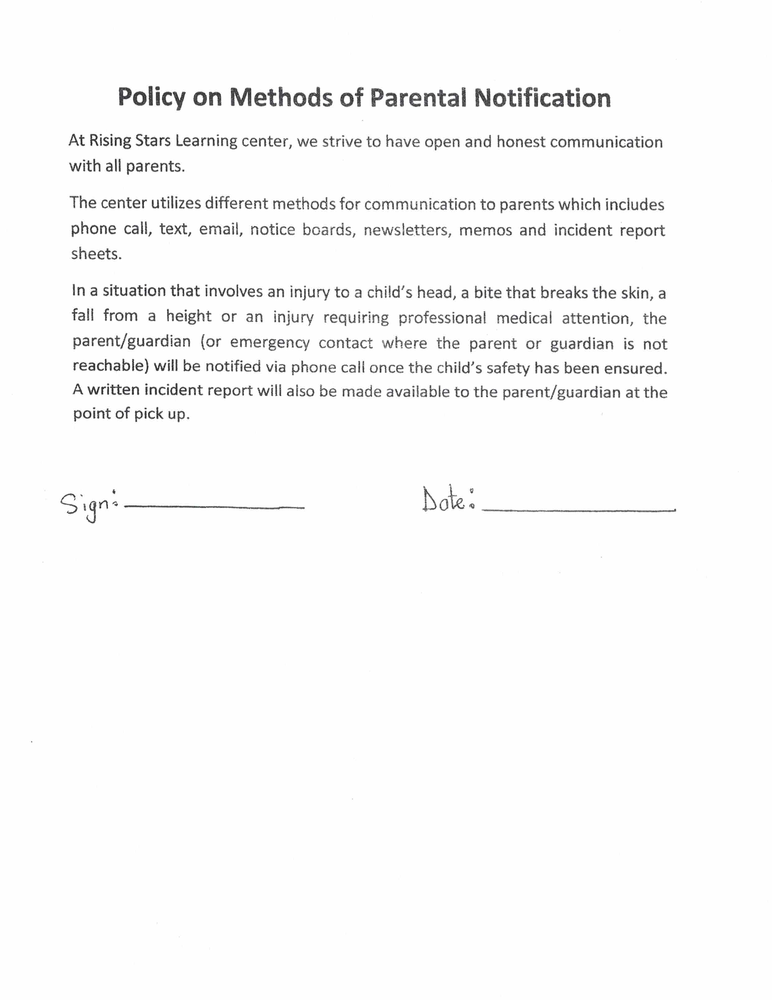 Policy on Methods of Parental Notification
At Rising Stars Learning center, we strive to have open and honest communication
with all parents.
The center utilizes different methods for communication to parents which includes
phone call, text, email, notice boards, newsletters, memos and incident report
sheets.
In a situation that involves an injury to a child's head, a bite that breaks the skin, a
fall from a height or an injury requiring professional medical attention, the
parent/guardian (or emergency contact where the parent or guardian is not
reachable) will be notified via phone call once the child's safety has been ensured.
A written incident report will also be made available to the parent/guardian at the
point of pick up.
Sign: Date: